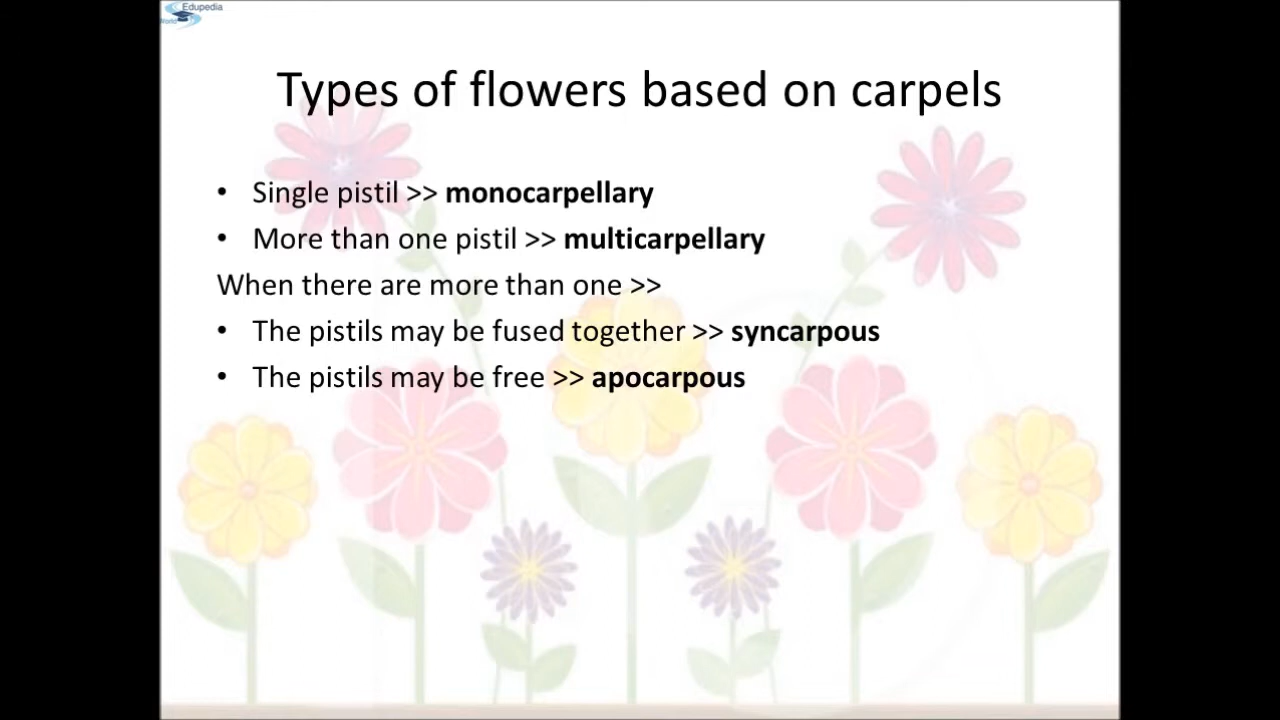 Edupedia
World
Types of flowers based on carpels
• Single pistil >> monocarpellary
• More than one pistil >> multicarpellary
When there are more than one >>
• The pistils may be fused together >> syncarpous
• The pistils may be free >> apocarpous